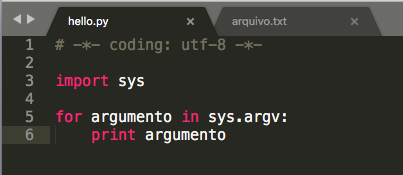 hello.py
arquivo.txt
1 # -*- coding: utf-8 -*-
2
3 import sys
4
5 for argumento in sys.argv:
6     print argumento